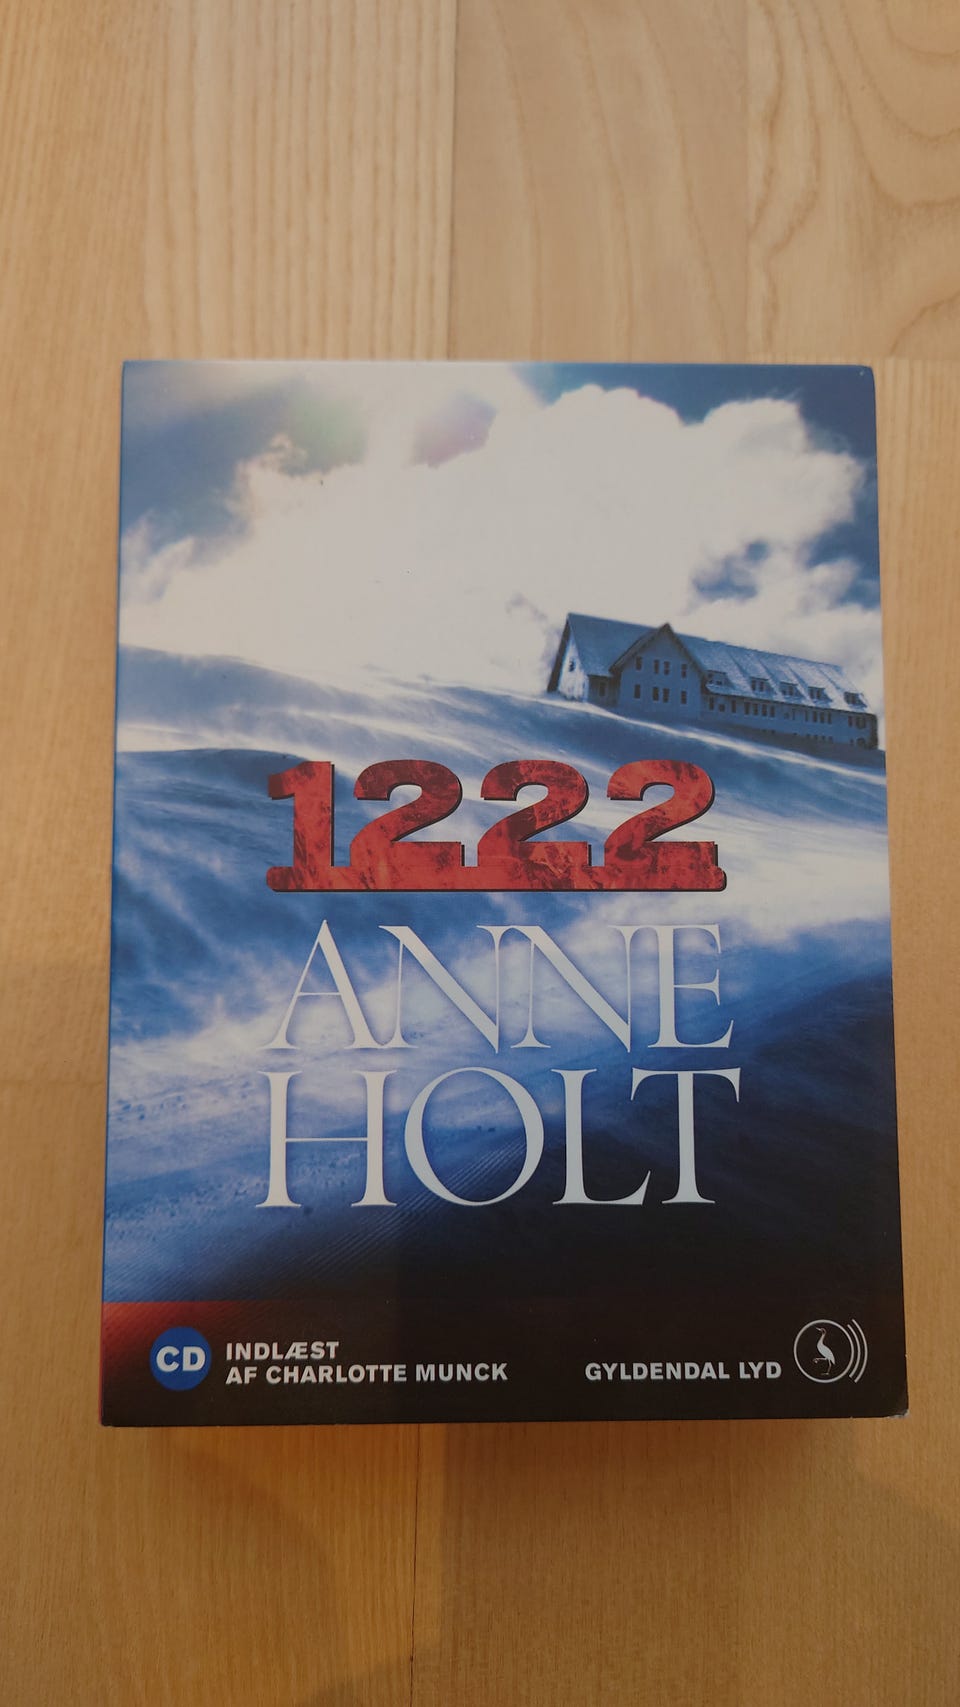 1222
ANNE
HOLT
CD
INDLÆST
AF CHARLOTTE MUNCK
GYLDENDAL LYD